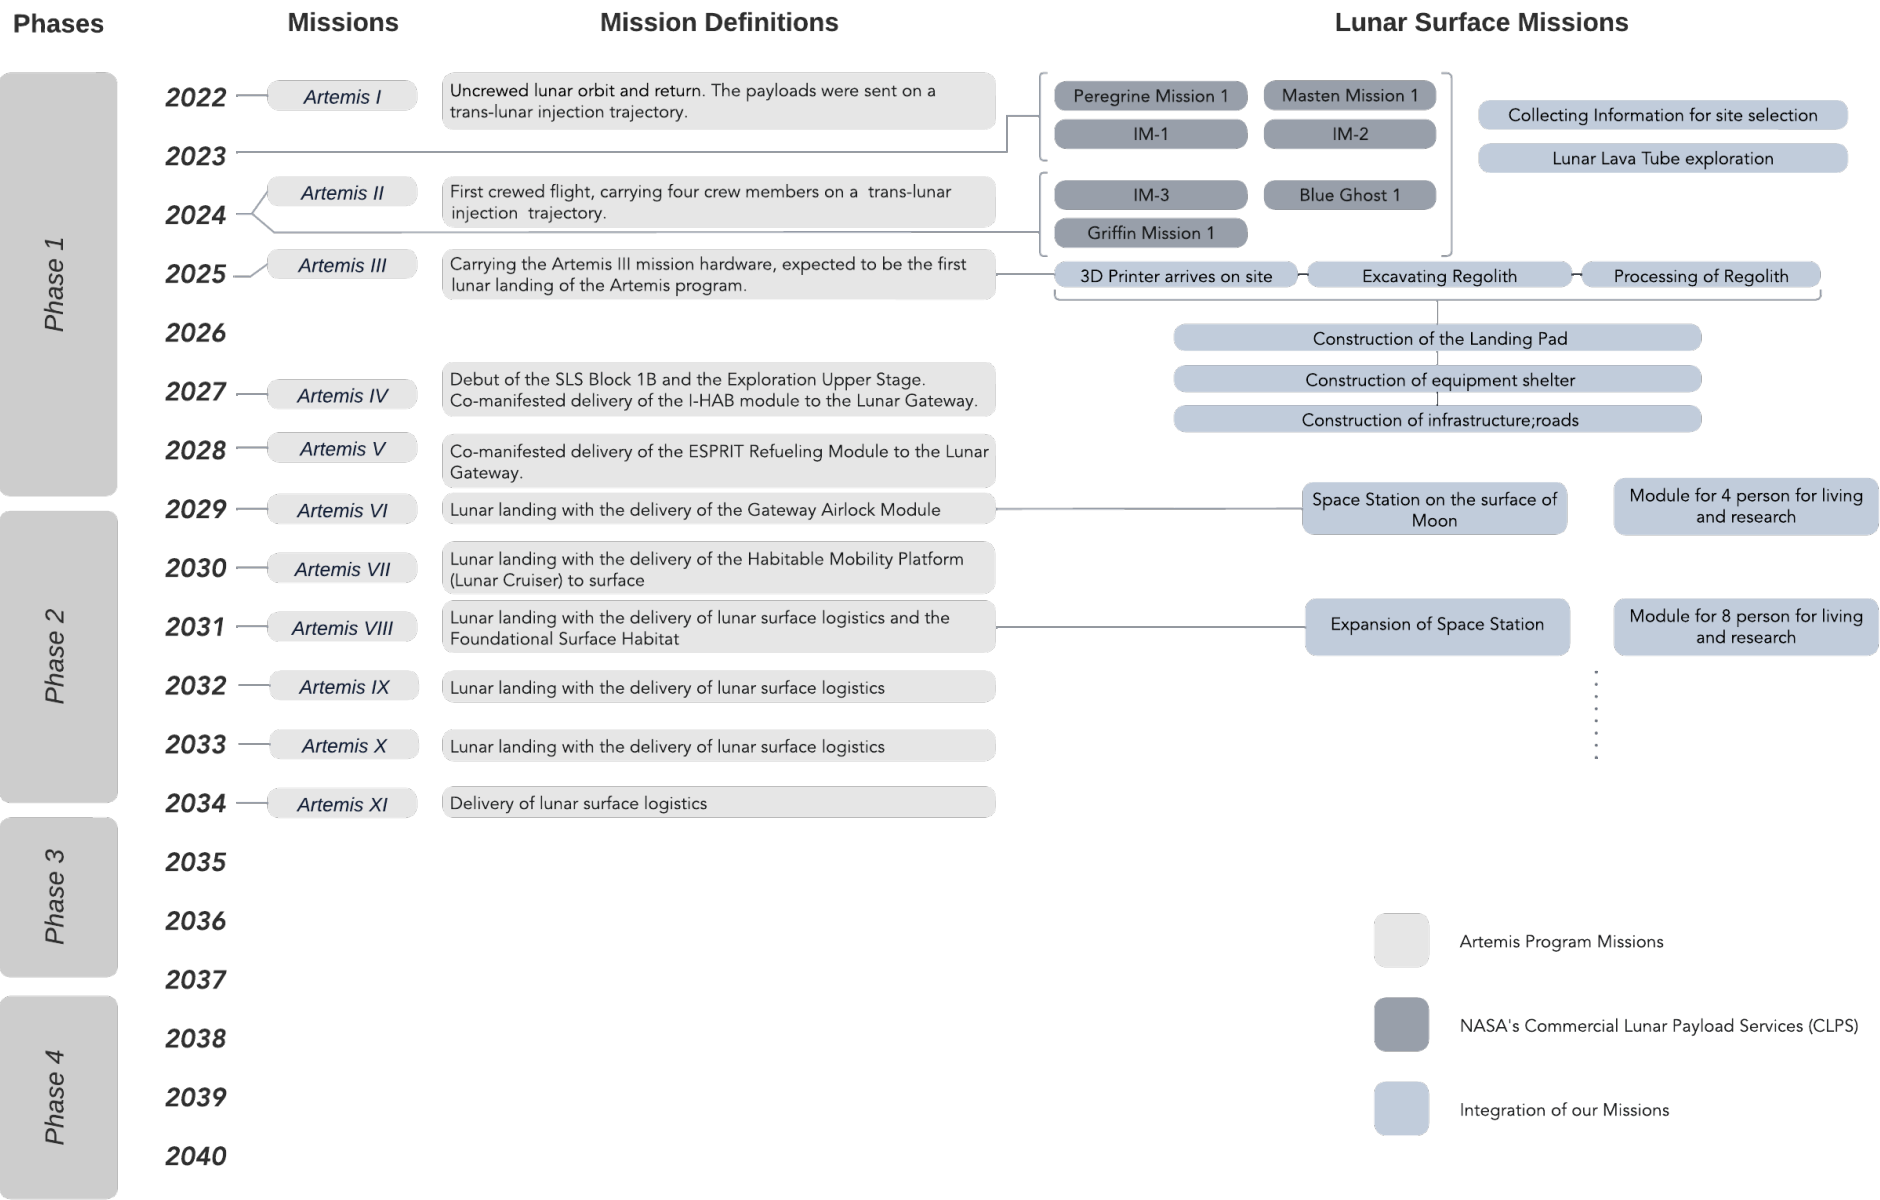 Phases
Missions
Mission Definitions
Lunar Surface Missions
Phase 1
2022
Artemis I
Uncrewed lunar orbit and return. The payloads were sent on a
trans-lunar injection trajectory.
Peregrine Mission 1
Masten Mission 1
IM-1
IM-2
Collecting Information for site selection
Lunar Lava Tube exploration
2023
2024
Artemis II
First crewed flight, carrying four crew members on a trans-lunar
injection trajectory.
IM-3
Blue Ghost 1
Griffin Mission 1
2025
Artemis III
Carrying the Artemis III mission hardware, expected to be the first
lunar landing of the Artemis program.
3D Printer arrives on site
Excavating Regolith
Processing of Regolith
2026
Construction of the Landing Pad
2027
Artemis IV
Debut of the SLS Block 1B and the Exploration Upper Stage.
Co-manifested delivery of the I-HAB module to the Lunar Gateway.
Construction of equipment shelter
Construction of infrastructure;roads
2028
Artemis V
Co-manifested delivery of the ESPRIT Refueling Module to the Lunar
Gateway.
Phase 2
2029
Artemis VI
Lunar landing with the delivery of the Gateway Airlock Module
Space Station on the surface of
Moon
Module for 4 person for living
and research
2030
Artemis VII
Lunar landing with the delivery of the Habitable Mobility Platform
(Lunar Cruiser) to surface
2031
Artemis VIII
Lunar landing with the delivery of lunar surface logistics and the
Foundational Surface Habitat
Expansion of Space Station
Module for 8 person for living
and research
2032
Artemis IX
Lunar landing with the delivery of lunar surface logistics
2033
Artemis X
Lunar landing with the delivery of lunar surface logistics
2034
Artemis XI
Delivery of lunar surface logistics
Phase 3
2035
2036
2037
Phase 4
2038
2039
2040
Artemis Program Missions
NASA's Commercial Lunar Payload Services (CLPS)
Integration of our Missions